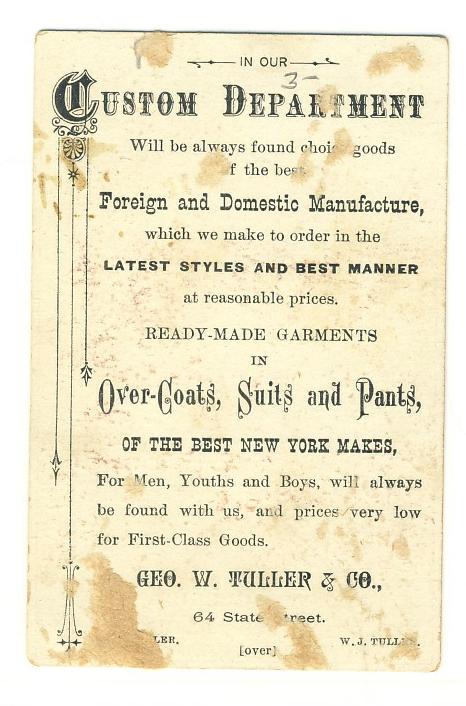 IN OUR
3-
CUSTOM DEPARTMENT
Will be always found goods
the
Foreign and Domestic Manufacture,
which we make to order in the
LATEST STYLES AND BEST MANNER
at reasonable prices.
READY-MADE GARMENTS
IN
Over-Coats, Suits and Pants,
OF THE BEST NEW YORK MAKES,
For Men, Youths and Boys, will always
be found with us, and prices very low
for First-Class Goods.
GEO. W. TULLER & CO.,
64 State
W. J.
[over]